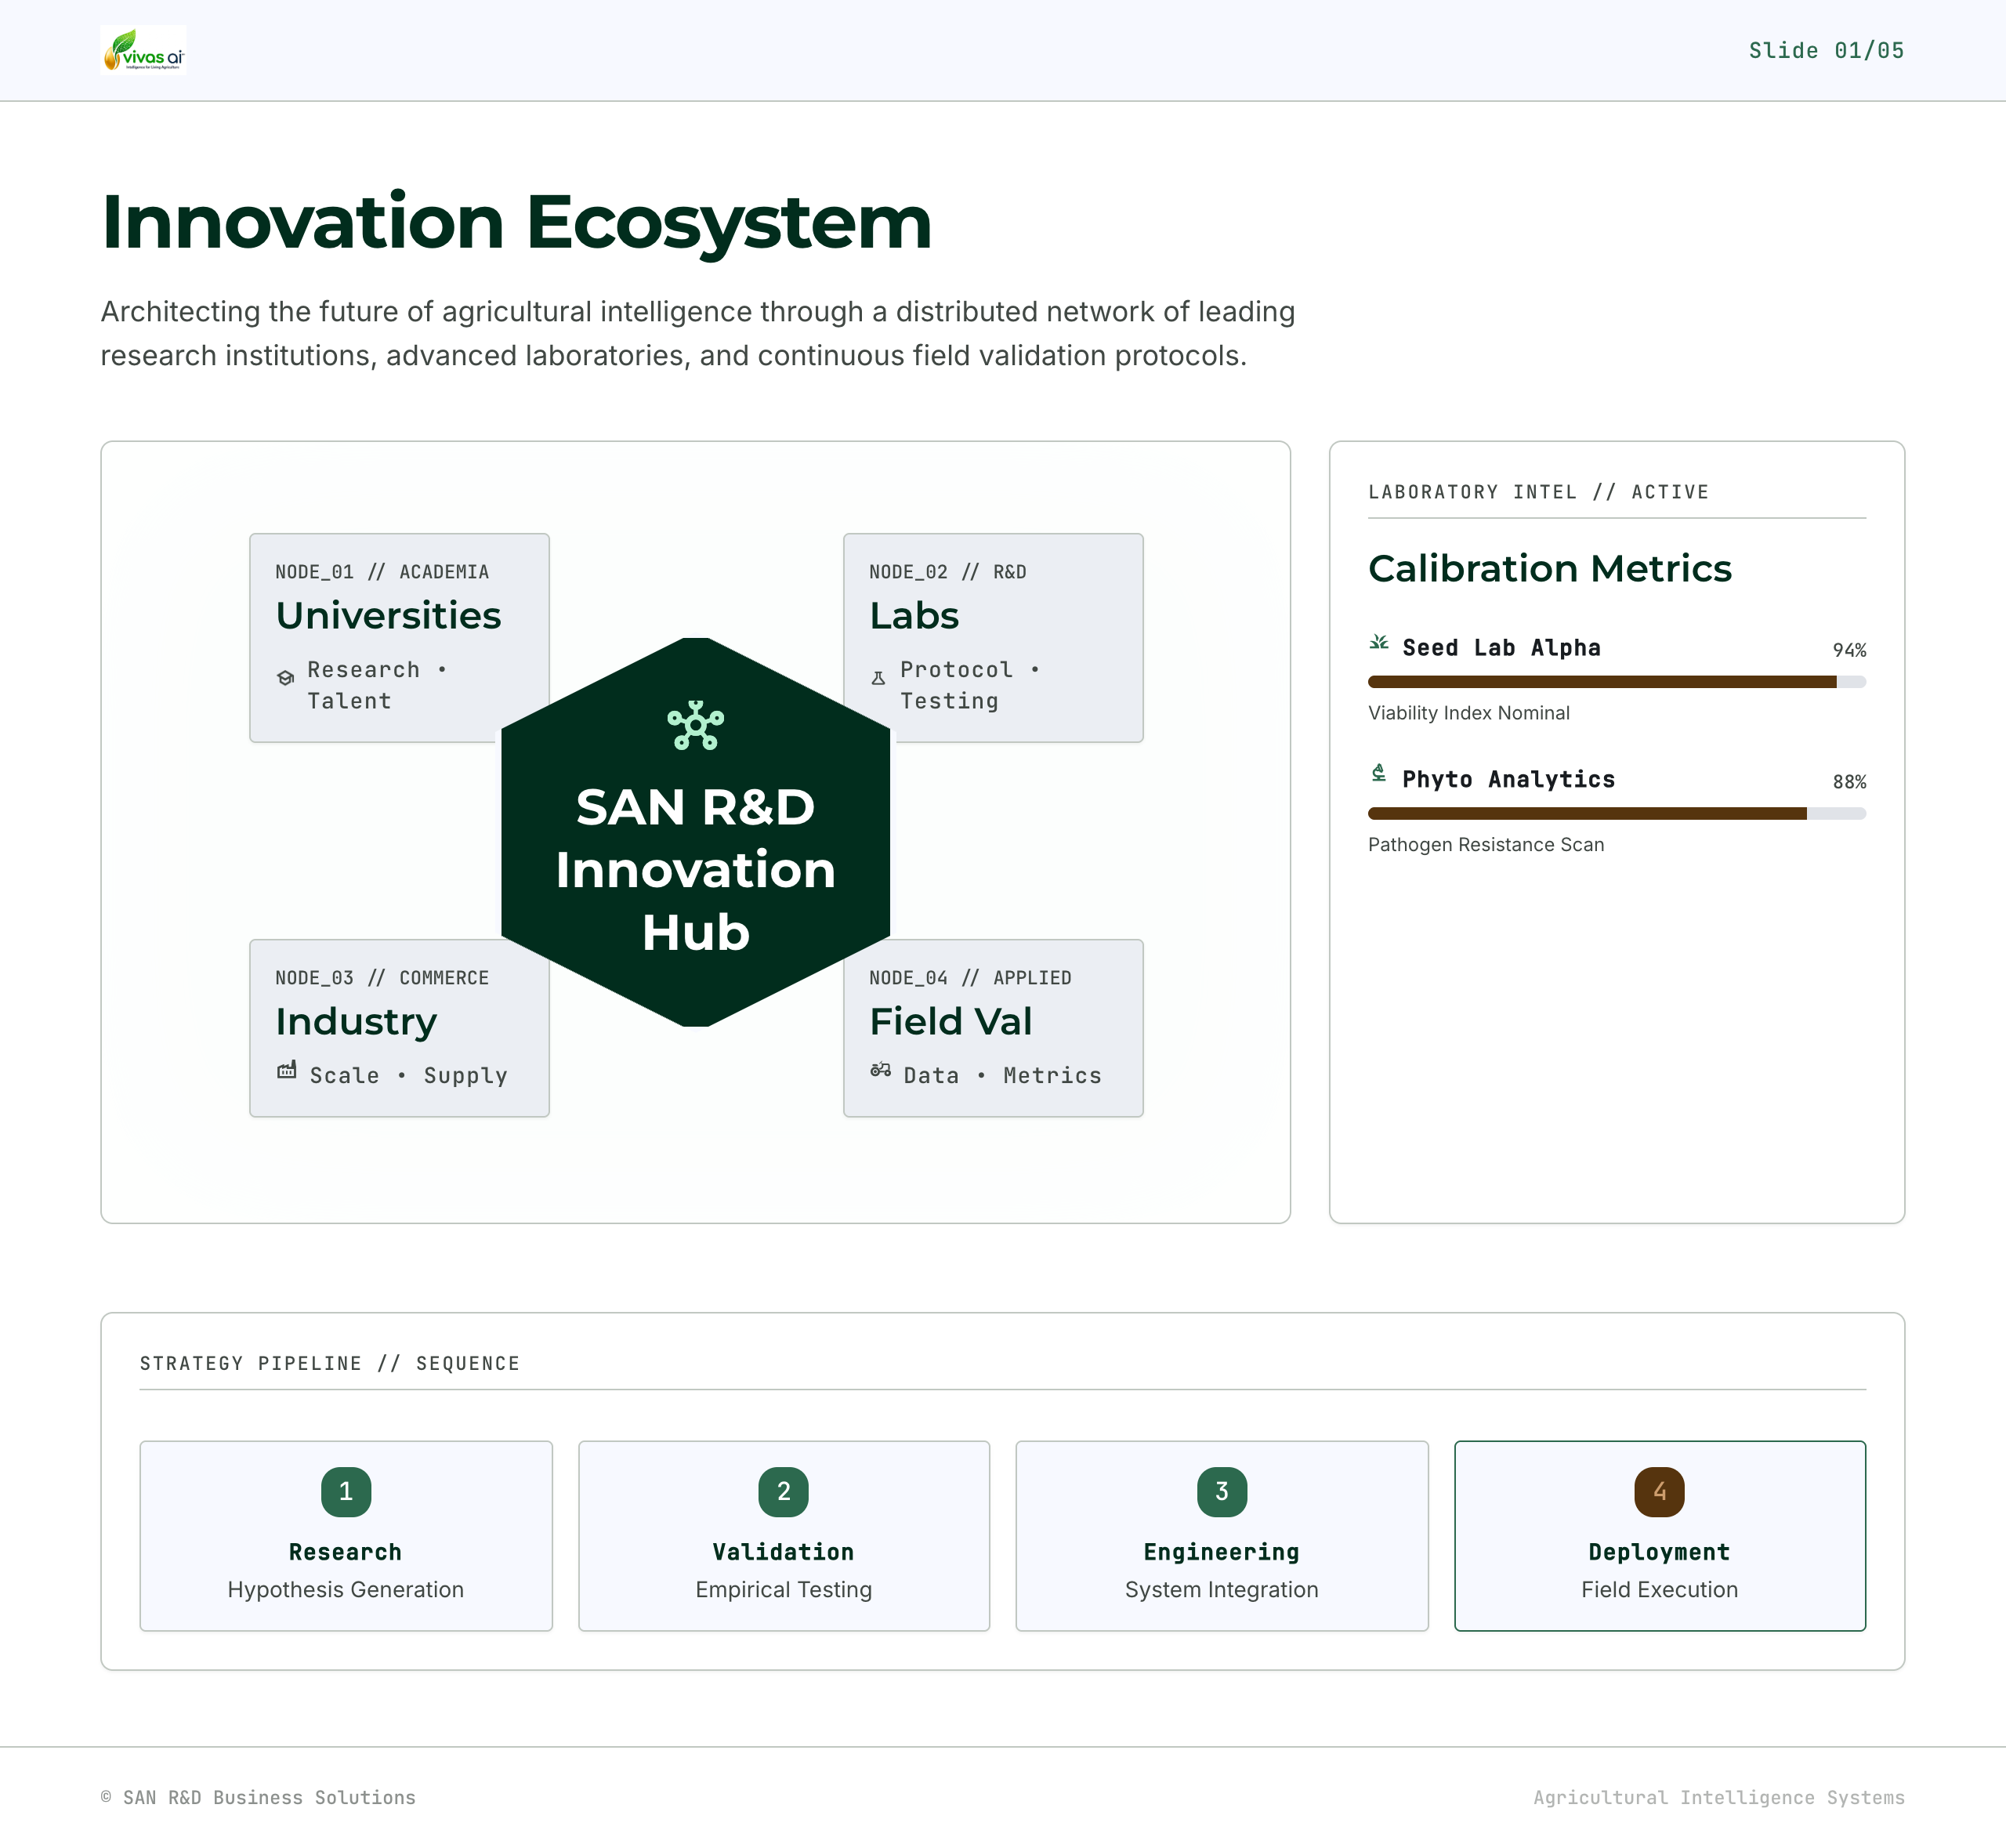 vivas ai
Intelligence for Living Agriculture
Slide 01/05
Innovation Ecosystem
Architecting the future of agricultural intelligence through a distributed network of leading
research institutions, advanced laboratories, and continuous field validation protocols.
NODE_01 // ACADEMIA
Universities
Research •
Talent
NODE_02 // R&D
Labs
Protocol •
Testing
SAN R&D
Innovation
Hub
NODE_03 // COMMERCE
Industry
Scale • Supply
NODE_04 // APPLIED
Field Val
Data • Metrics
LABORATORY INTEL // ACTIVE
Calibration Metrics
Seed Lab Alpha 94%
Viability Index Nominal
Phyto Analytics 88%
Pathogen Resistance Scan
STRATEGY PIPELINE // SEQUENCE
1
Research
Hypothesis Generation
2
Validation
Empirical Testing
3
Engineering
System Integration
4
Deployment
Field Execution
© SAN R&D Business Solutions
Agricultural Intelligence Systems